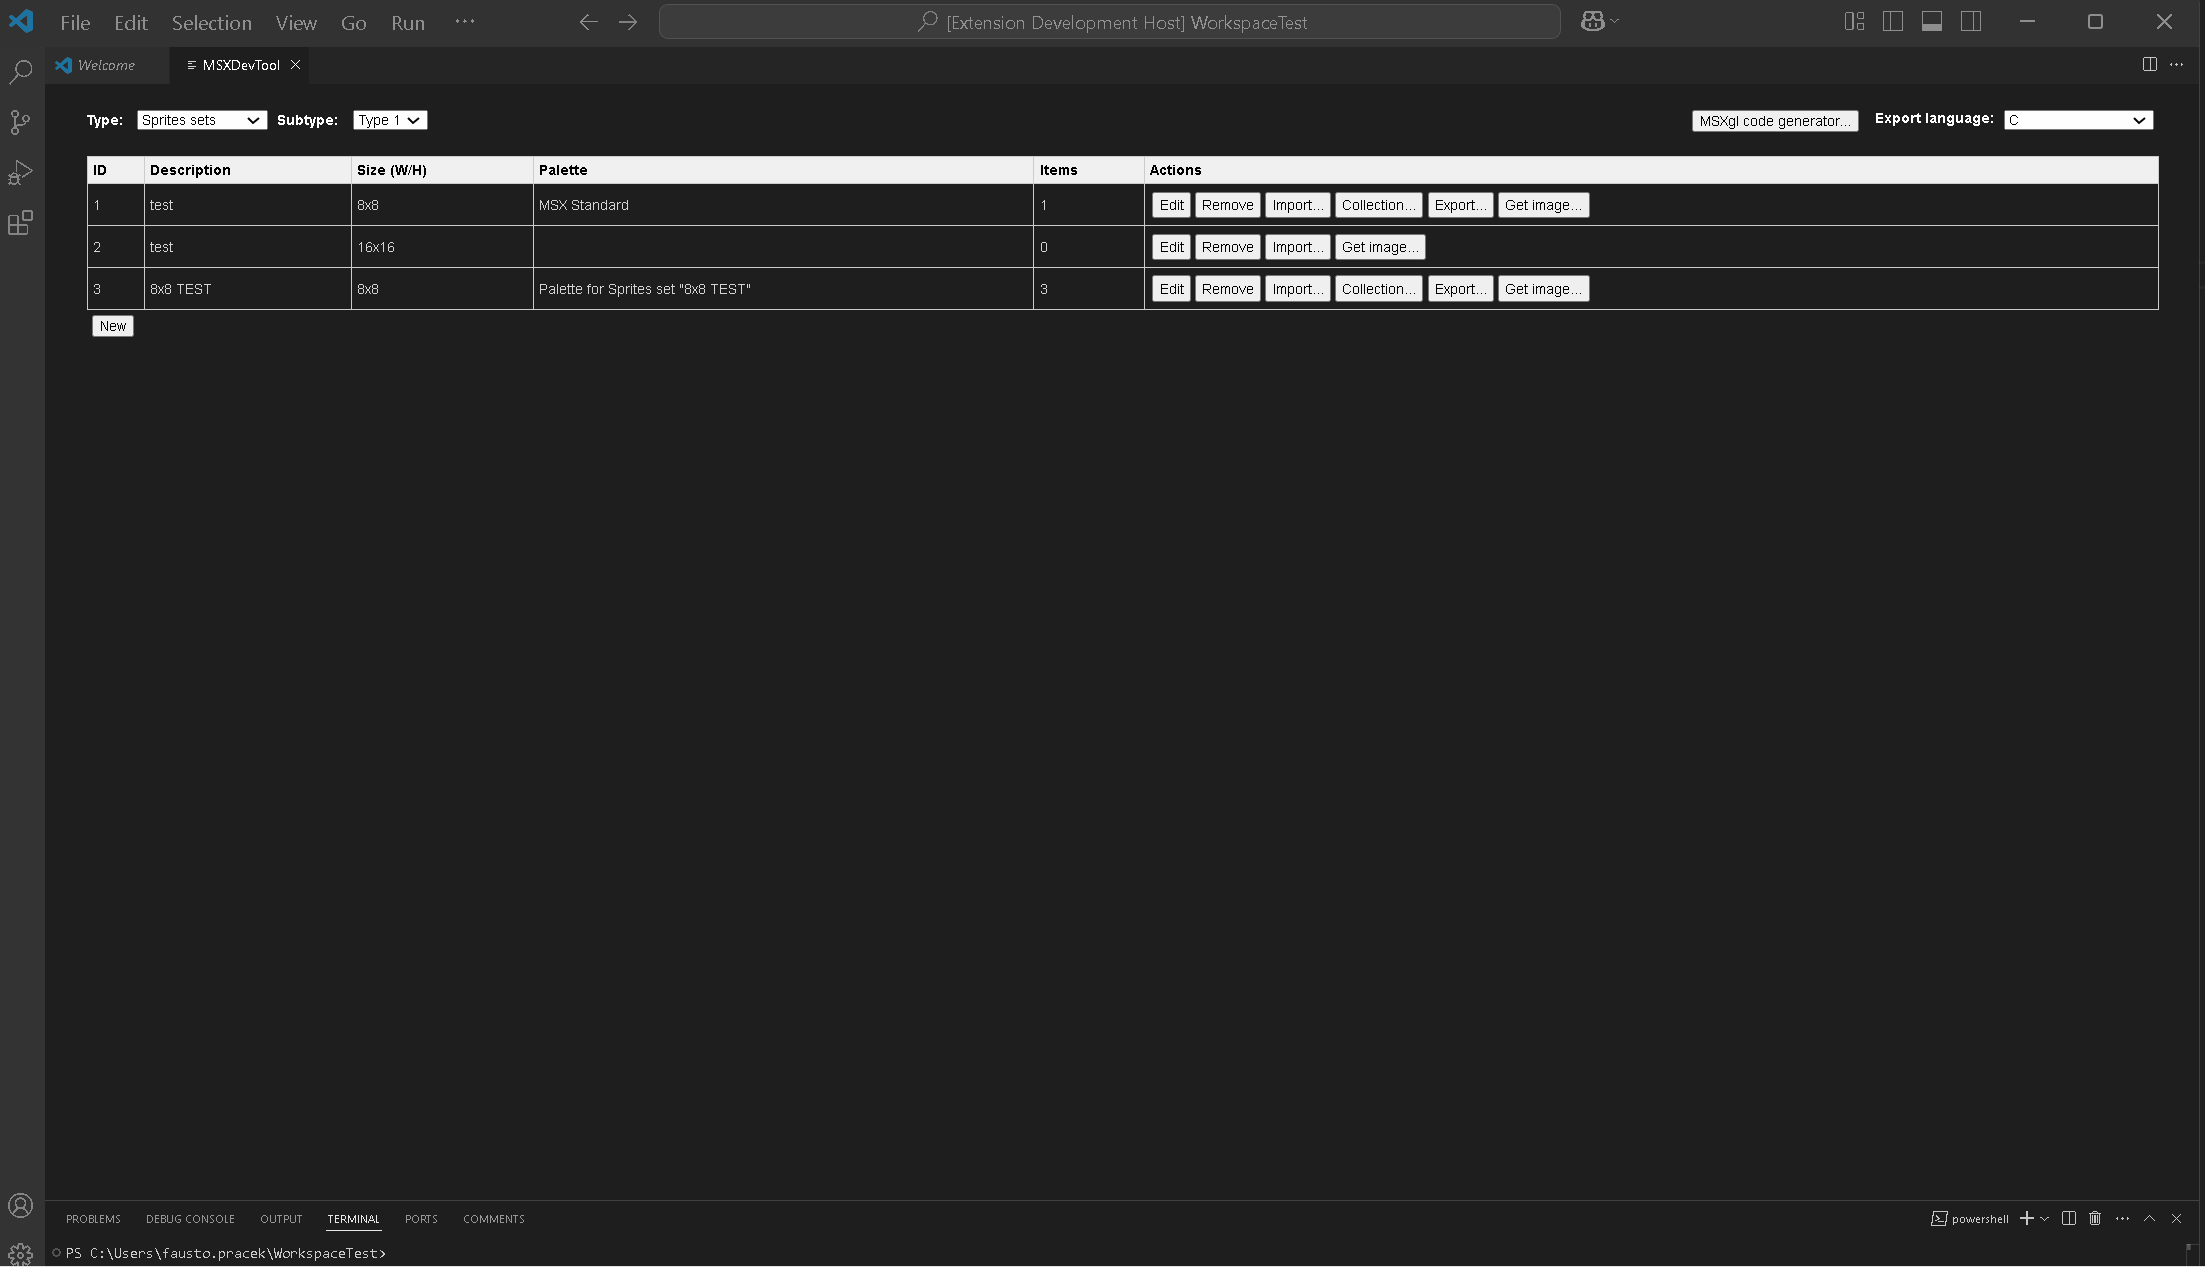 File Edit Selection View Go Run ··· [Extension Development Host] WorkspaceTest
Welcome MSXDevTool
Type: Sprites sets Subtype: Type 1 MSXgl code generator... Export language: C
ID Description Size (W/H) Palette Items Actions
1 test 8x8 MSX Standard 1 Edit Remove Import... Collection... Export... Get image...
2 test 16x16 0 Edit Remove Import... Get image...
3 8x8 TEST 8x8 Palette for Sprites set "8x8 TEST" 3 Edit Remove Import... Collection... Export... Get image...
New
PROBLEMS DEBUG CONSOLE OUTPUT TERMINAL PORTS COMMENTS powershell
PS C:\Users\fausto.pracek\WorkspaceTest>